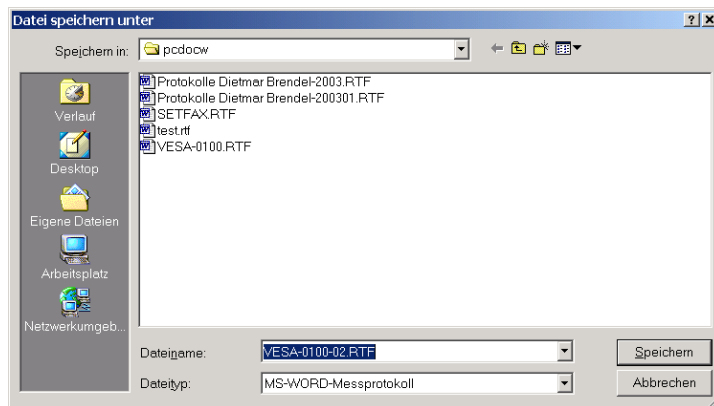 Datei speichern unter
Speichern in:
pcdocw
Verlauf
Desktop
Eigene Dateien
Arbeitsplatz
Netzwerkumgeb...
Protokolle Dietmar Brendel-2003.RTF
Protokolle Dietmar Brendel-200301.RTF
SETFAX.RTF
test.rtf
VESA-0100.RTF
Dateiname:
VESA-0100-02.RTF
Speichern
Dateityp:
MS-WORD-Messprotokoll
Abbrechen